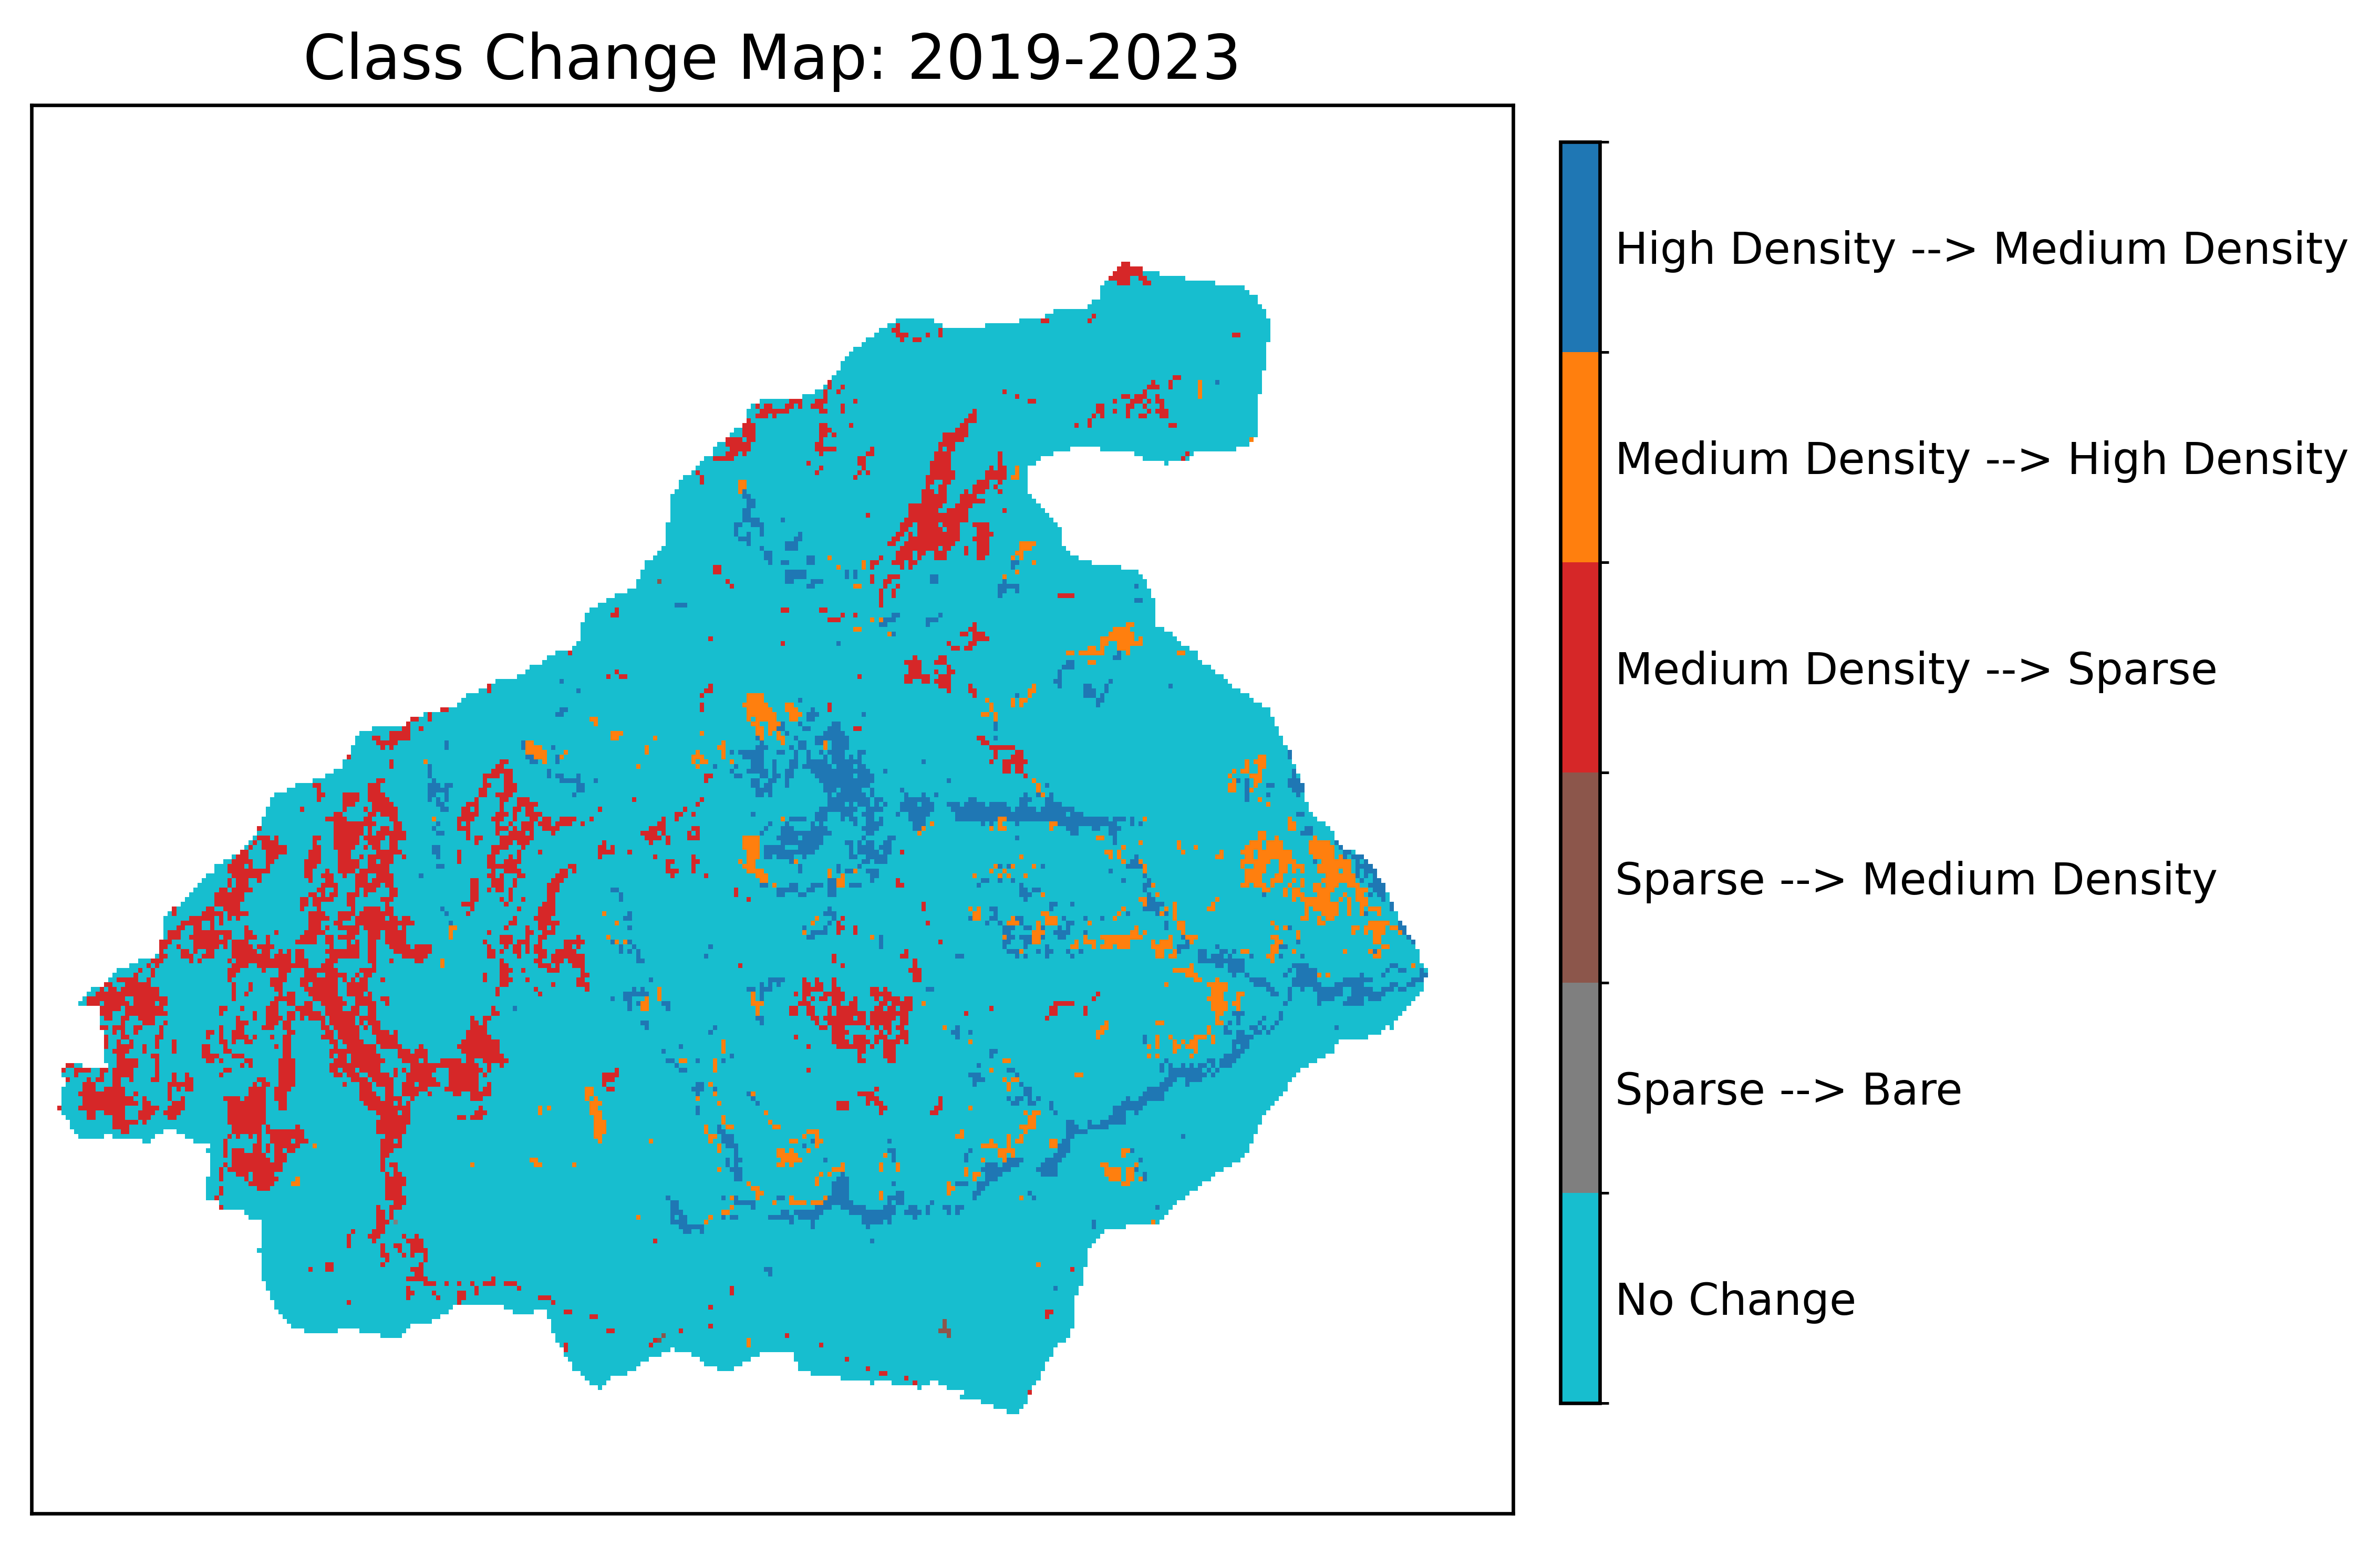 Class Change Map: 2019-2023
High Density --> Medium Density
Medium Density --> High Density
Medium Density --> Sparse
Sparse --> Medium Density
Sparse --> Bare
No Change